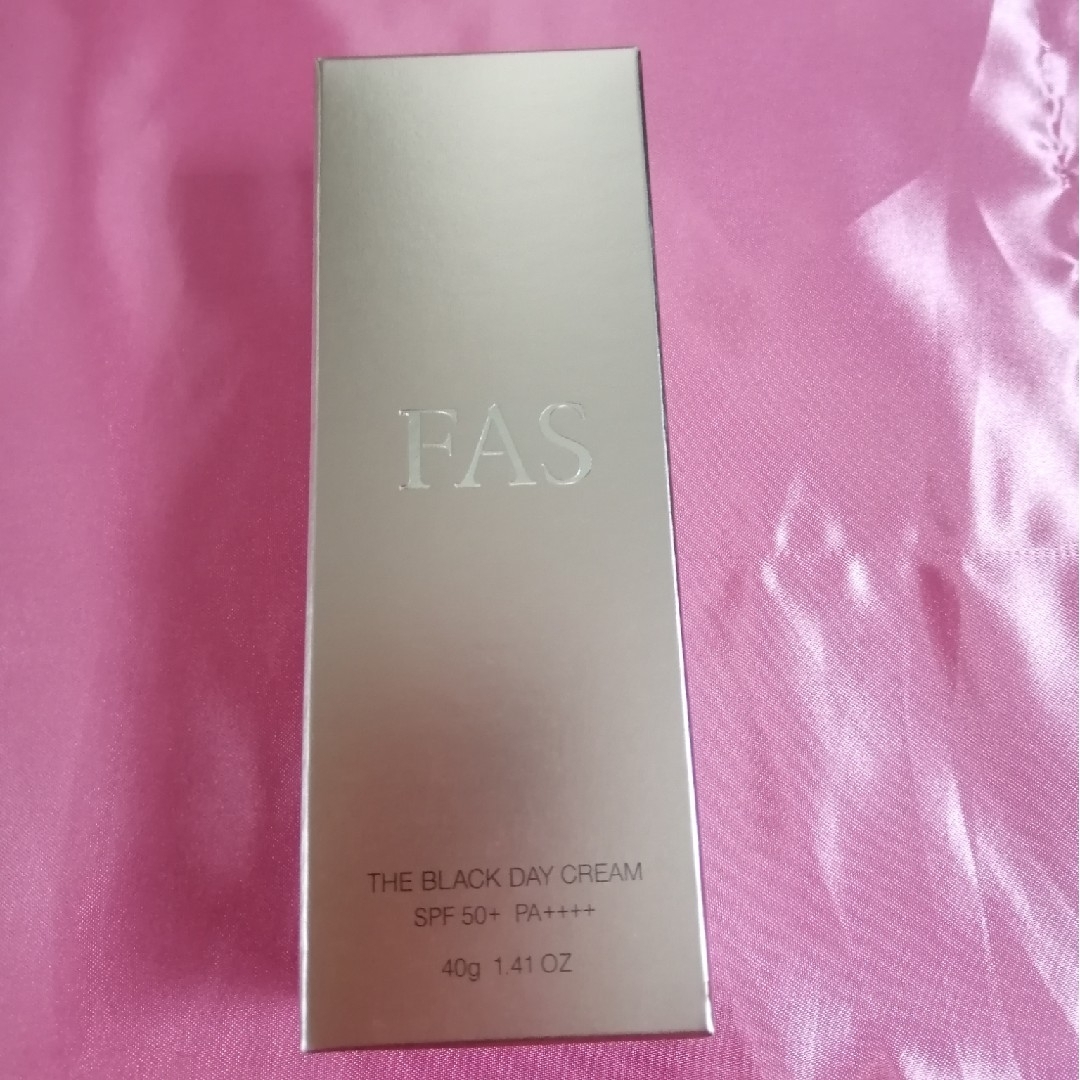 FAS
THE BLACK DAY CREAM
SPF 50+ PA++++
40g 1.41 OZ